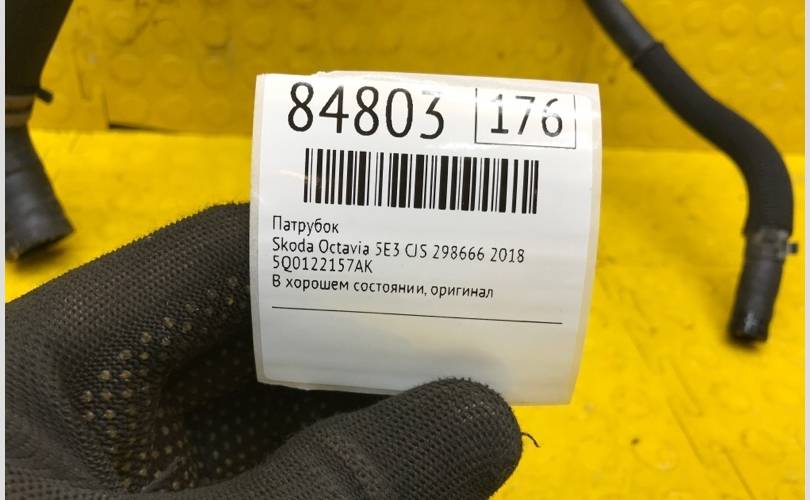 84803 176
Патрубок
Skoda Octavia 5E3 CJS 298666 2018
5Q0122157AK
В хорошем состоянии, оригинал